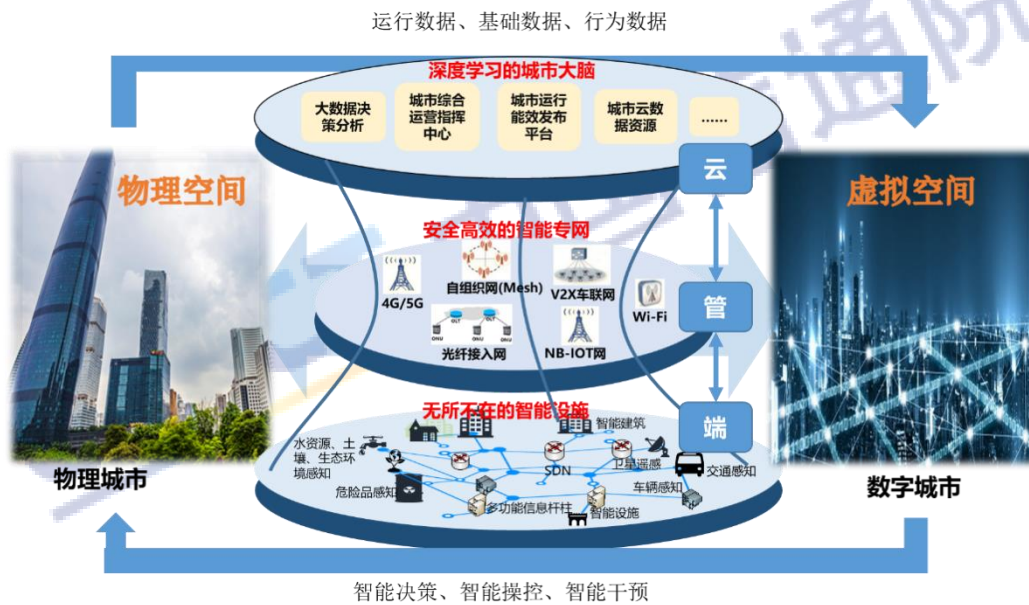 运行数据、基础数据、行为数据
深度学习的城市大脑
大数据决
策分析
城市综合
运营指挥
中心
城市运行
能效发布
平台
城市云数
据资源
……
云
物理空间
虚拟空间
安全高效的智能专网
4G/5G
自组织网(Mesh)
V2X车联网
Wi-Fi
管
OLT
OLT
ONU
ONU
ONU
光纤接入网
NB-IOT网
无所不在的智能设施
端
智能建筑
水资源、土
壤、生态环
境感知
SDN
卫星遥感
交通感知
危险品感知
车辆感知
多功能信息杆柱
智能设施
物理城市
数字城市
智能决策、智能操控、智能干预